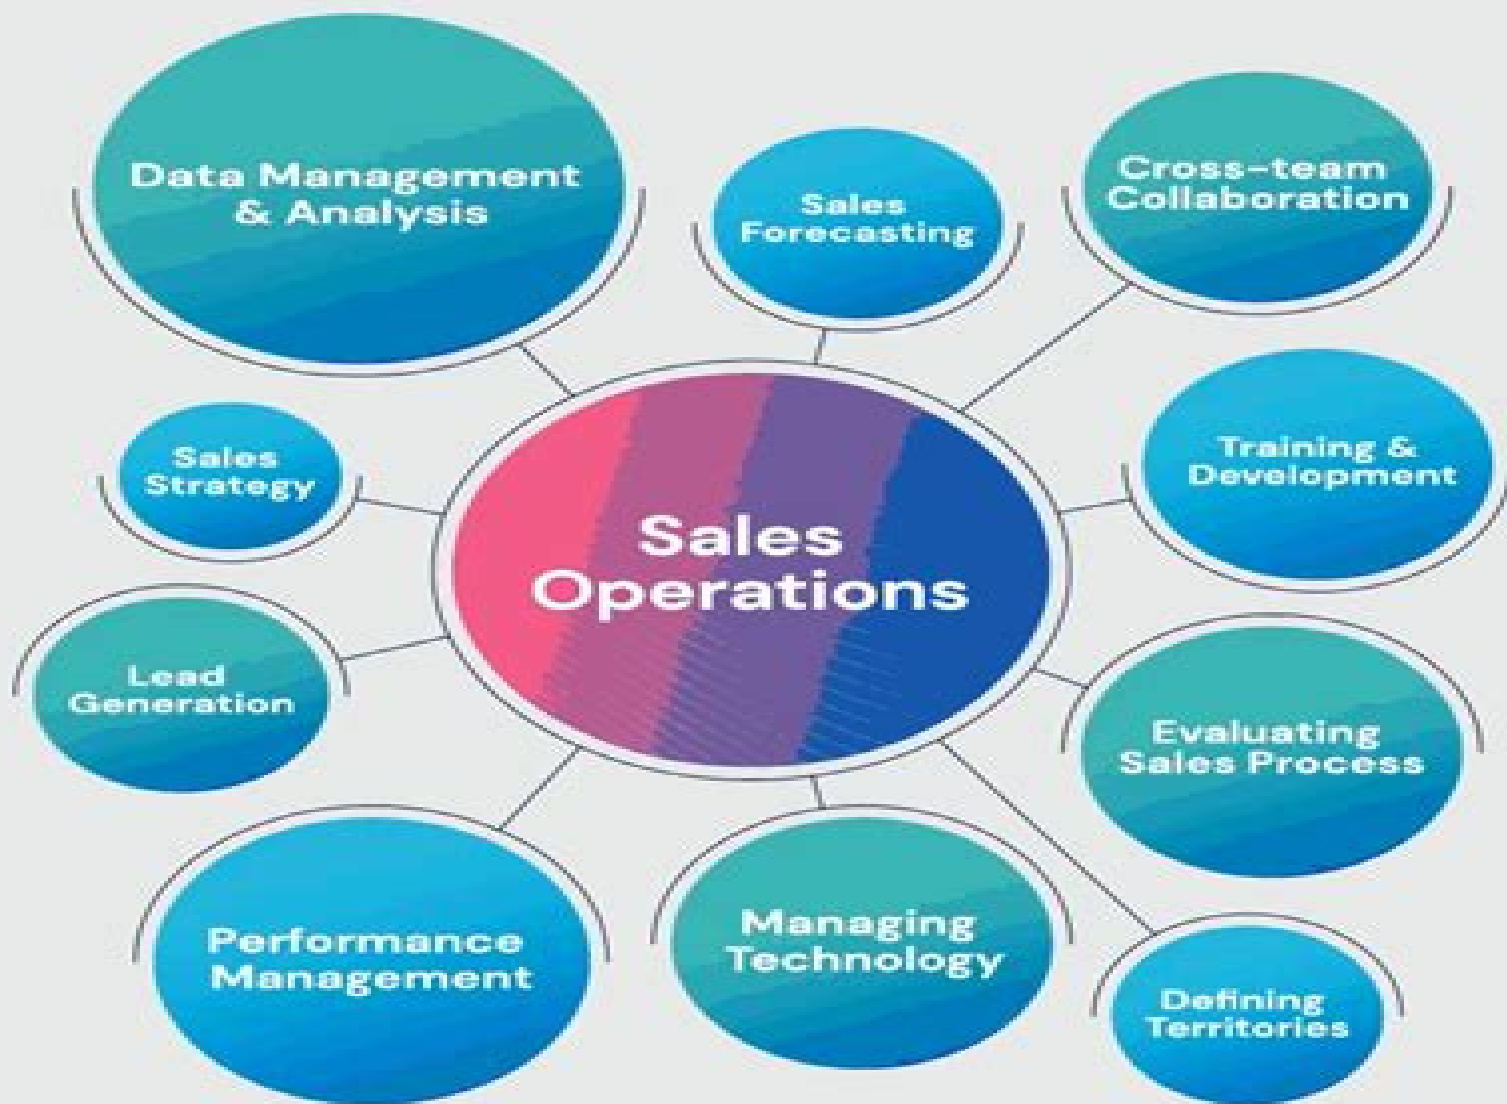 Data Management
& Analysis
Sales
Forecasting
Cross-team
Collaboration
Sales
Strategy
Training &
Development
Sales
Operations
Lead
Generation
Evaluating
Sales Process
Performance
Management
Managing
Technology
Defining
Territories